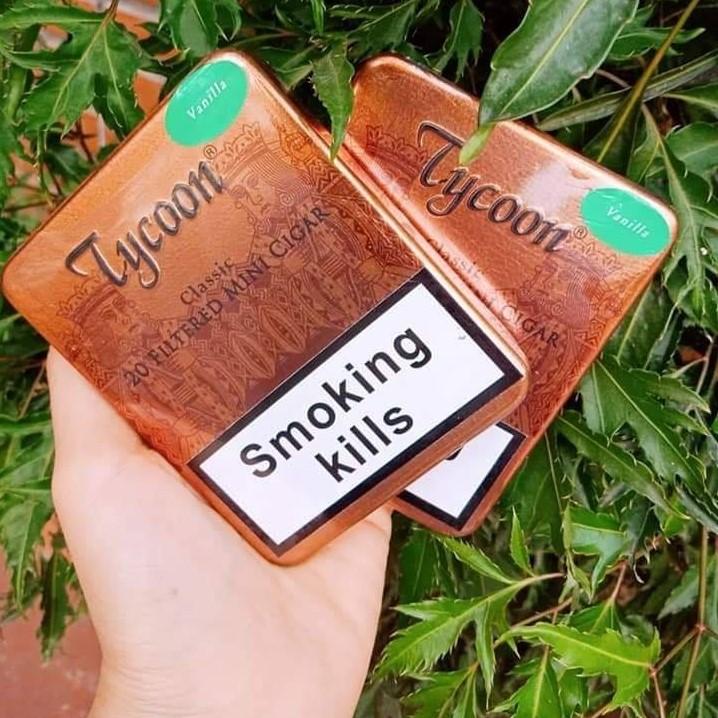 Vanilla
Tycoon®
Classic
20 FILTERED MINI CIGAR
Smoking
kills
Tycoon®
Vanilla
Classic
CIGAR